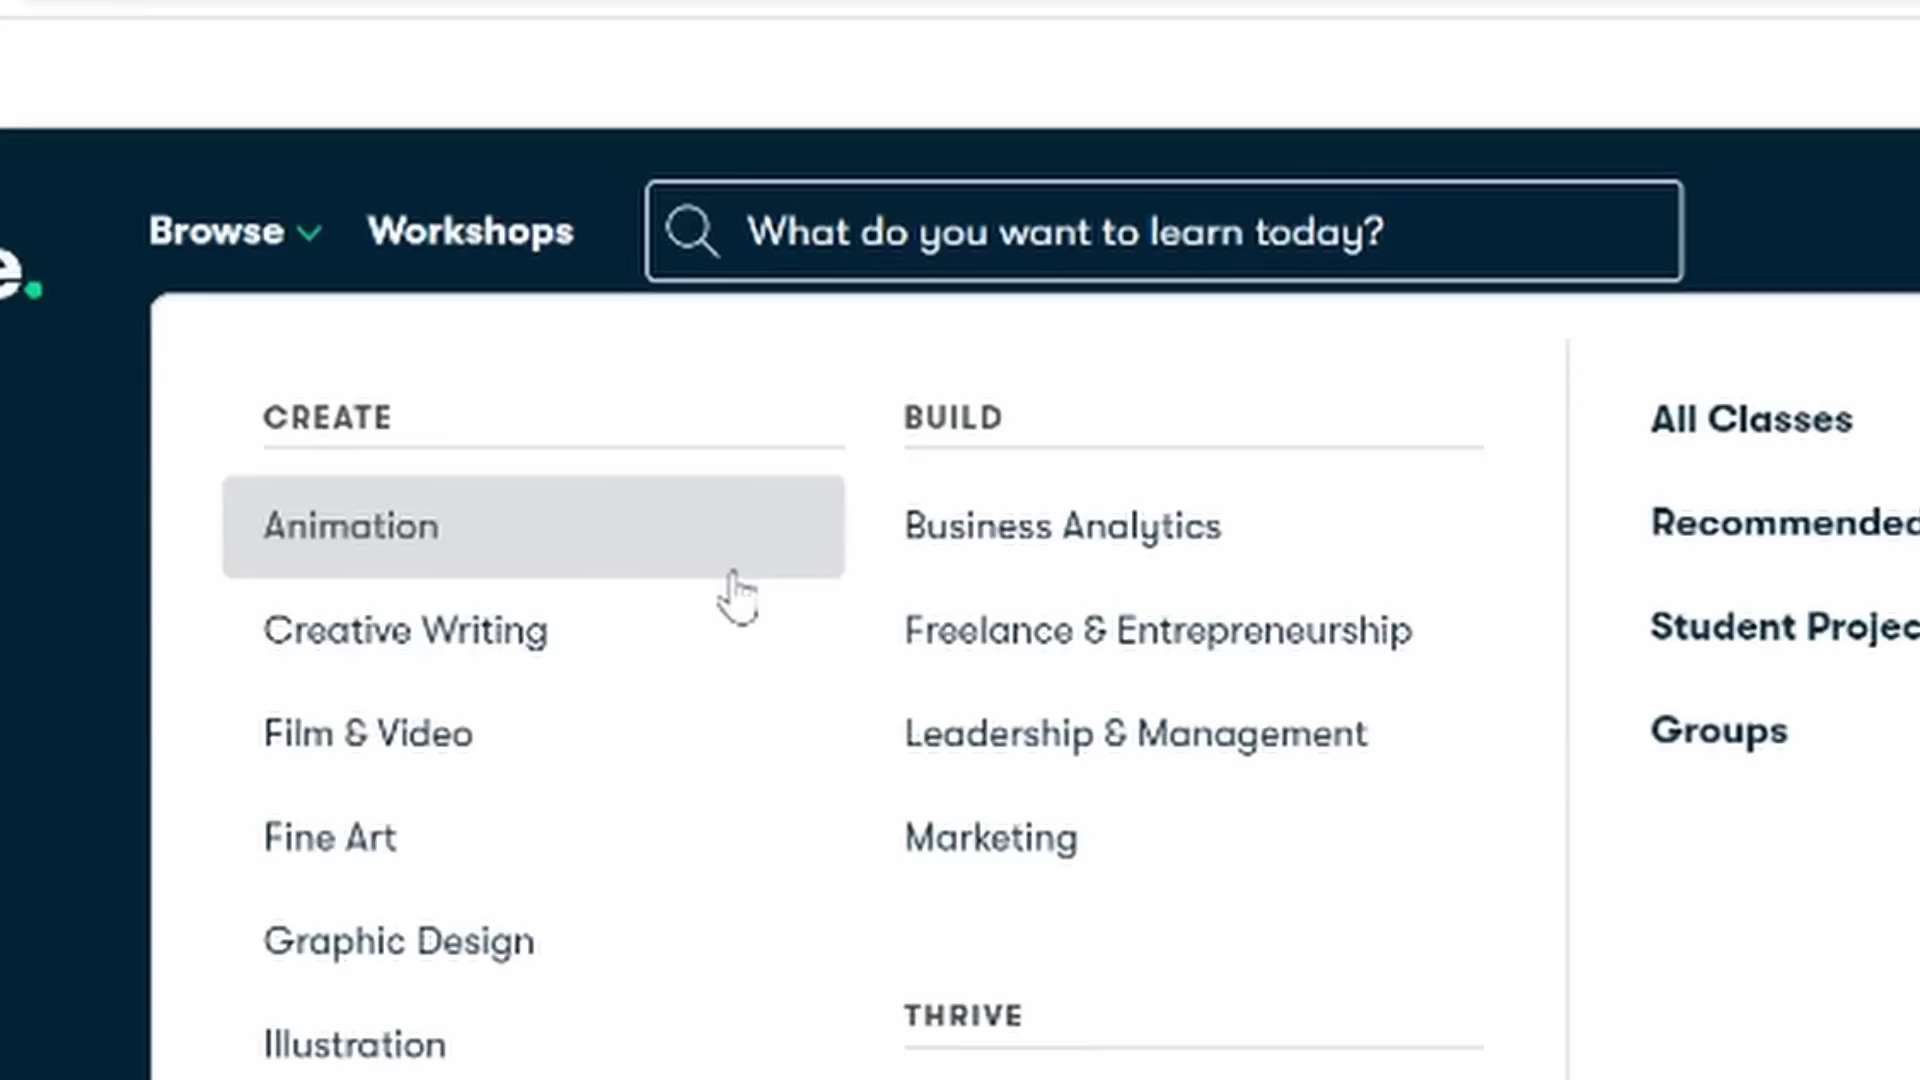 e.
Browse
Workshops
What do you want to learn today?
CREATE
Animation
Creative Writing
Film & Video
Fine Art
Graphic Design
Illustration
BUILD
Business Analytics
Freelance & Entrepreneurship
Leadership & Management
Marketing
THRIVE
All Classes
Recommended
Student Projec
Groups